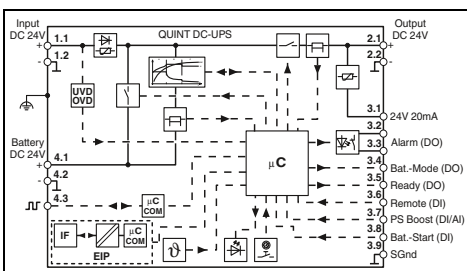 Input
DC 24V
1.1
+
1.2
-
QUINT DC-UPS
UVD
OVD
Battery
DC 24V
4.1
+
4.2
-
4.3
µC
COM
IF
µC
COM
EIP
ϑ
µC
Output
DC 24V
2.1
+
2.2
-
3.1
24V 20mA
3.2
3.3
Alarm (DO)
3.4
Bat.-Mode (DO)
3.5
Ready (DO)
3.6
Remote (DI)
3.7
PS Boost (DI/AI)
3.8
Bat.-Start (DI)
3.9
SGnd